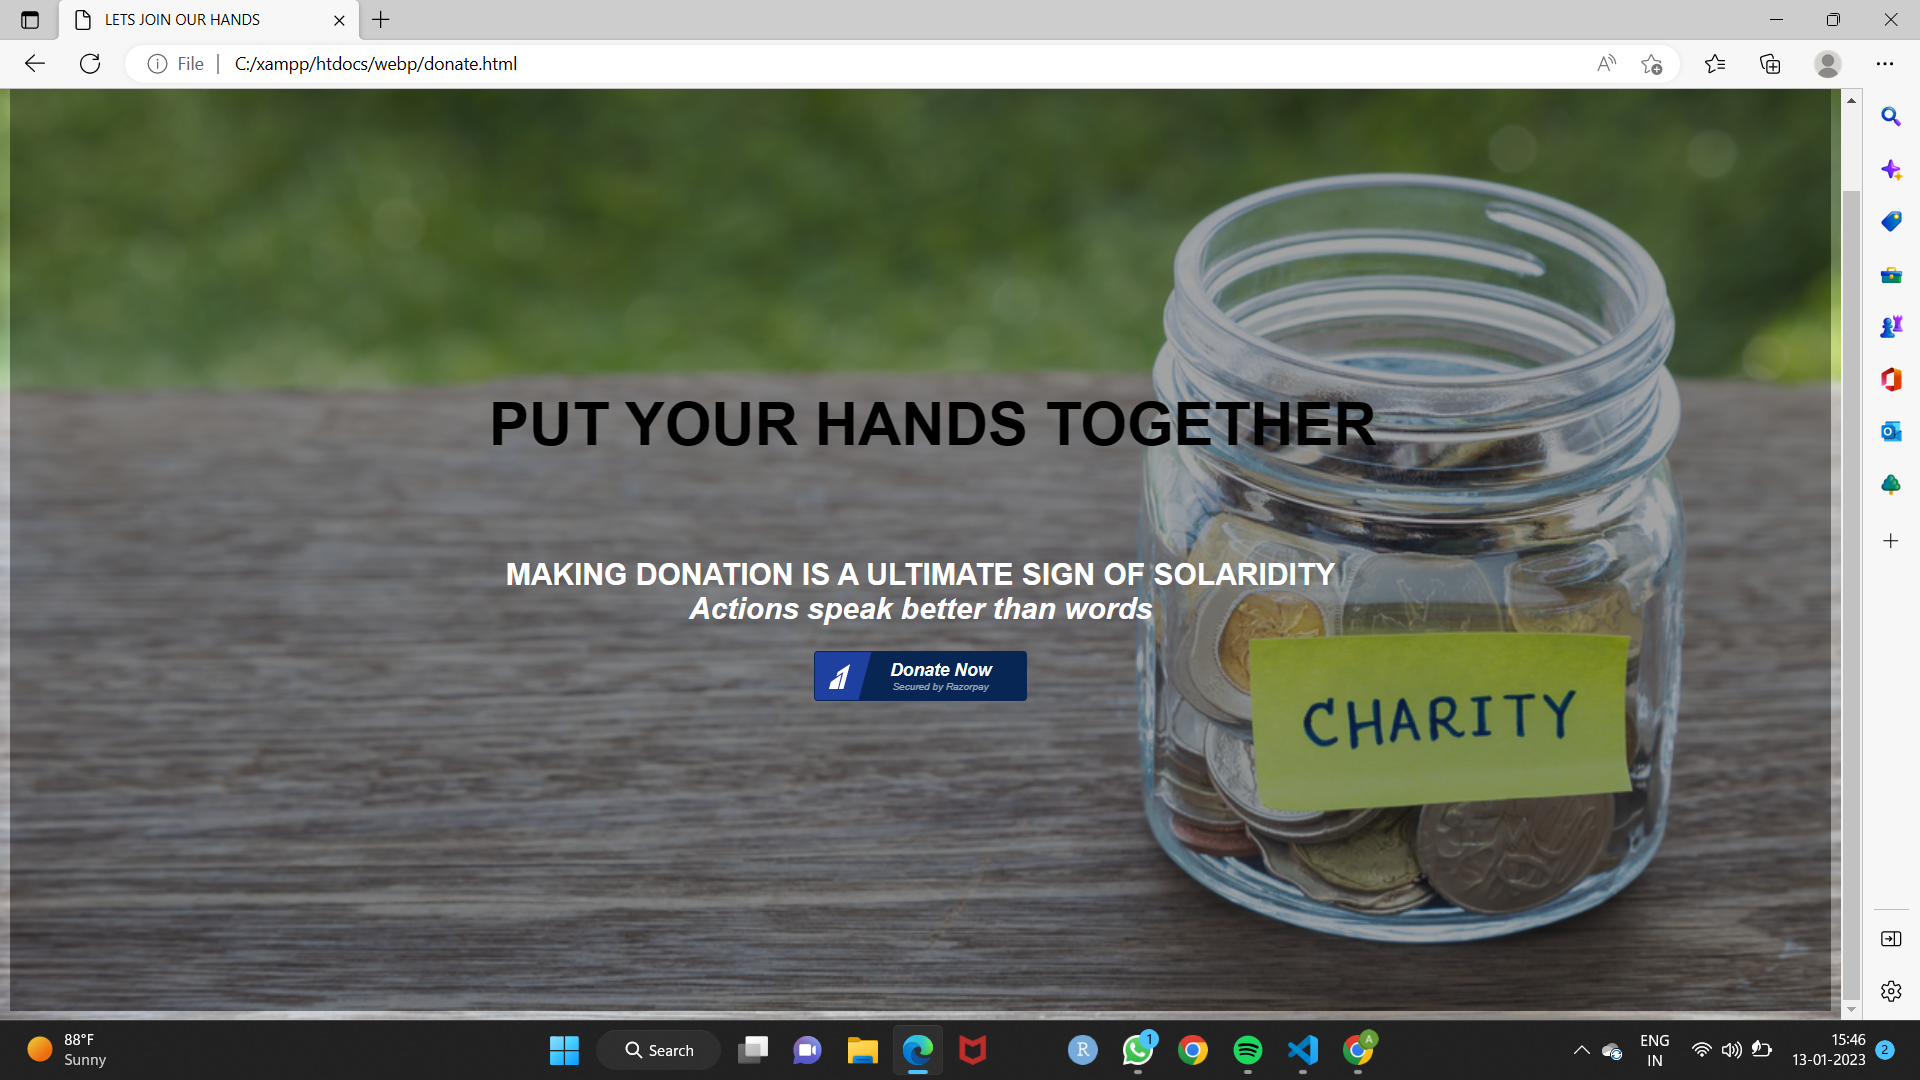 LETS JOIN OUR HANDS
File
C:/xampp/htdocs/webp/donate.html
PUT YOUR HANDS TOGETHER
MAKING DONATION IS A ULTIMATE SIGN OF SOLARIDITY
Actions speak better than words
Donate Now
Secured by Razorpay
CHARITY
88°F
Sunny
Search
R
1
A
ENG
IN
15:46
13-01-2023
2